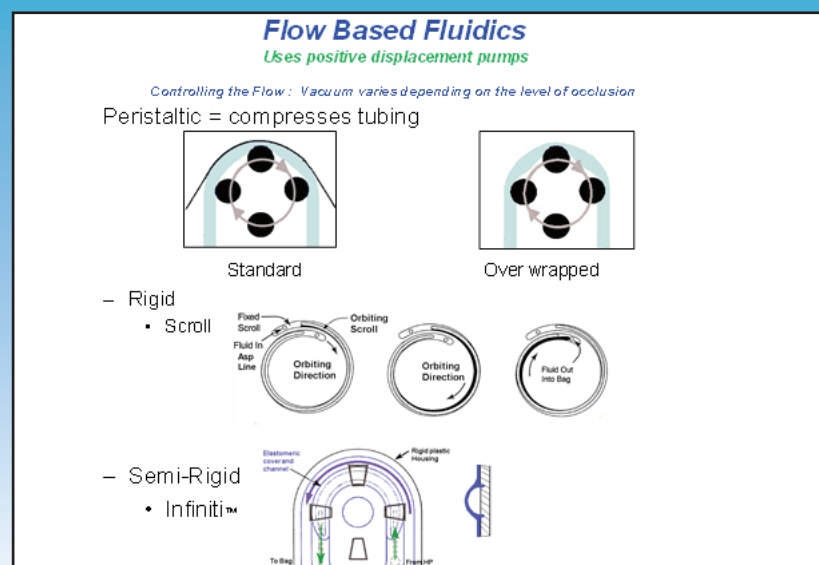 Flow Based Fluidics
Uses positive displacement pumps
Controlling the Flow : Vacuum varies depending on the level of occlusion
Peristaltic = compresses tubing
Standard
Over wrapped
– Rigid
• Scroll
Fixed
Scroll
Orbiting
Scroll
Fluid In
Asp
Line
Orbiting
Direction
Orbiting
Direction
Fluid Out
Into Bag
– Semi-Rigid
• Infiniti™
Elastomeric
cover and
channel
Rigid plastic
Housing
To Bag
From HP